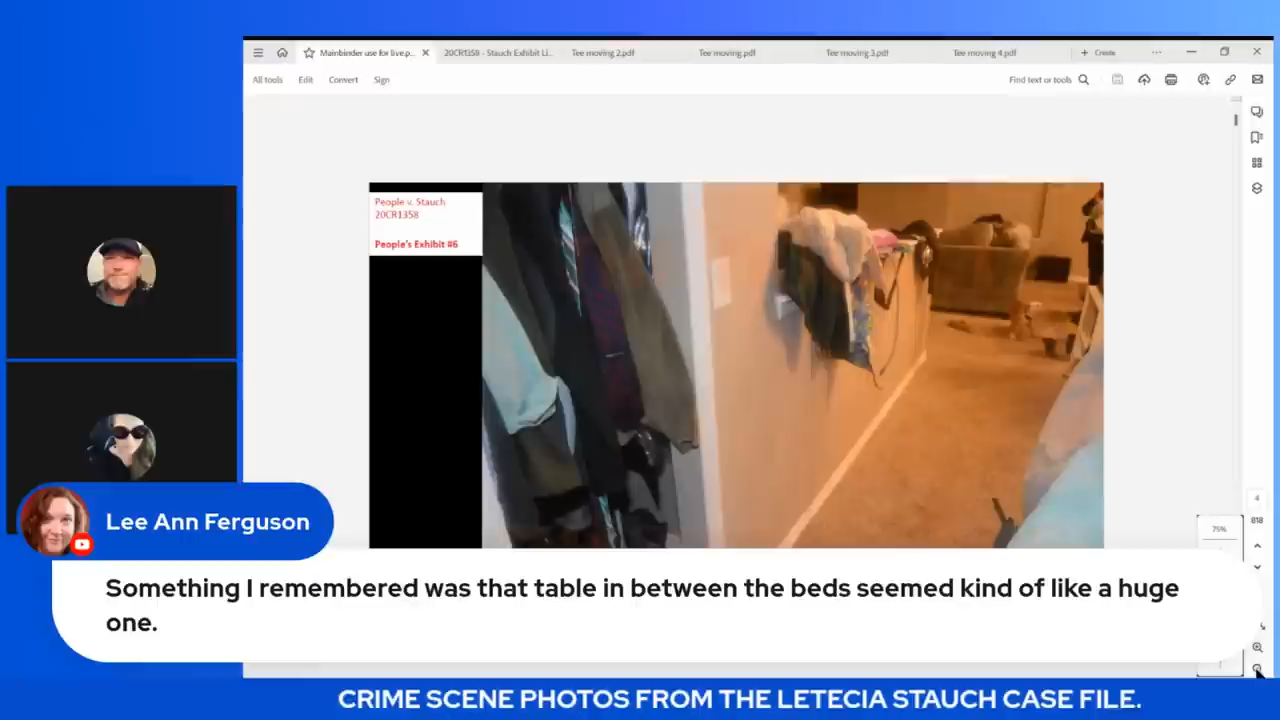 Mainbinder use for live.p...
20CR1358 - Stauch Exhibit Li...
Tee moving 2.pdf
Tee moving.pdf
Tee moving 3.pdf
Tee moving 4.pdf
Create
All tools
Edit
Convert
Sign
Find text or tools
People v. Stauch
20CR1358
People's Exhibit #6
4
818
75%
Lee Ann Ferguson
Something I remembered was that table in between the beds seemed kind of like a huge
one.
CRIME SCENE PHOTOS FROM THE LETECIA STAUCH CASE FILE.